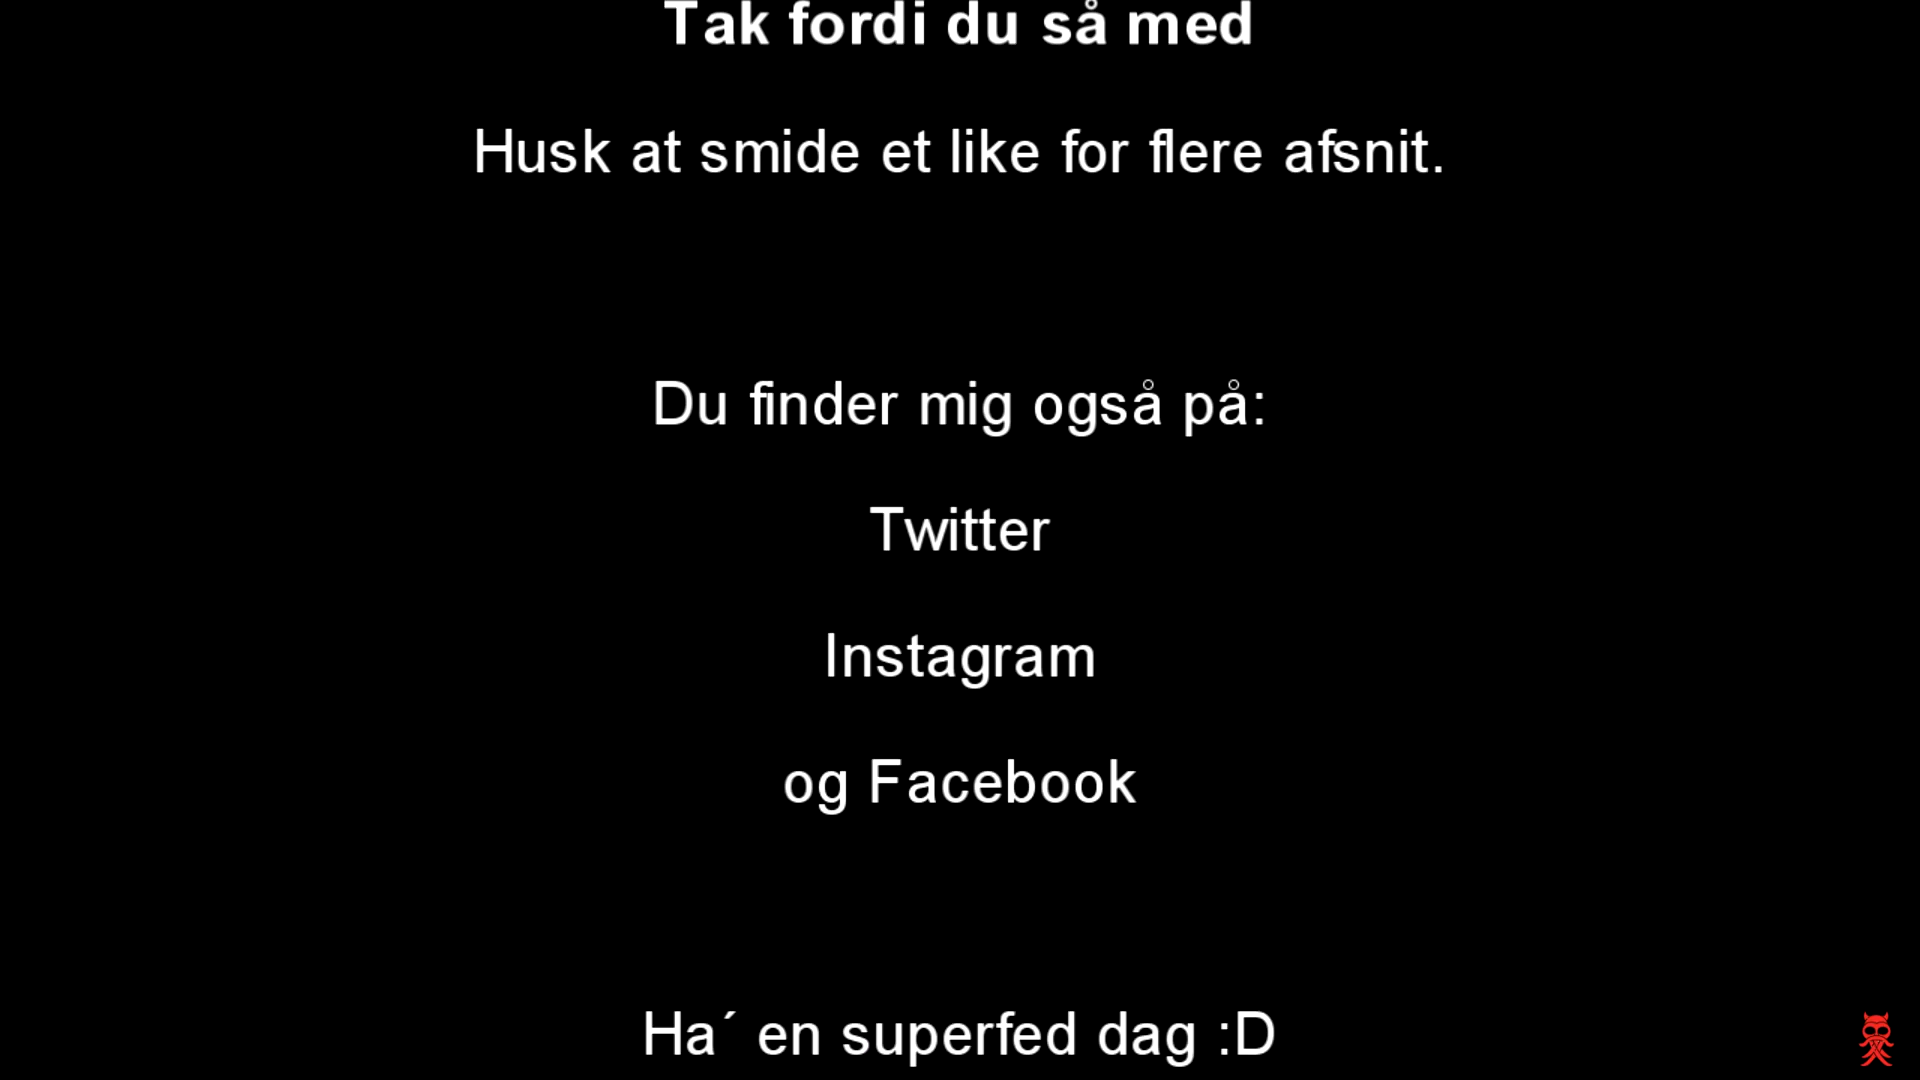 Tak fordi du så med
Husk at smide et like for flere afsnit.
Du finder mig også på:
Twitter
Instagram
og Facebook
Ha´ en superfed dag :D